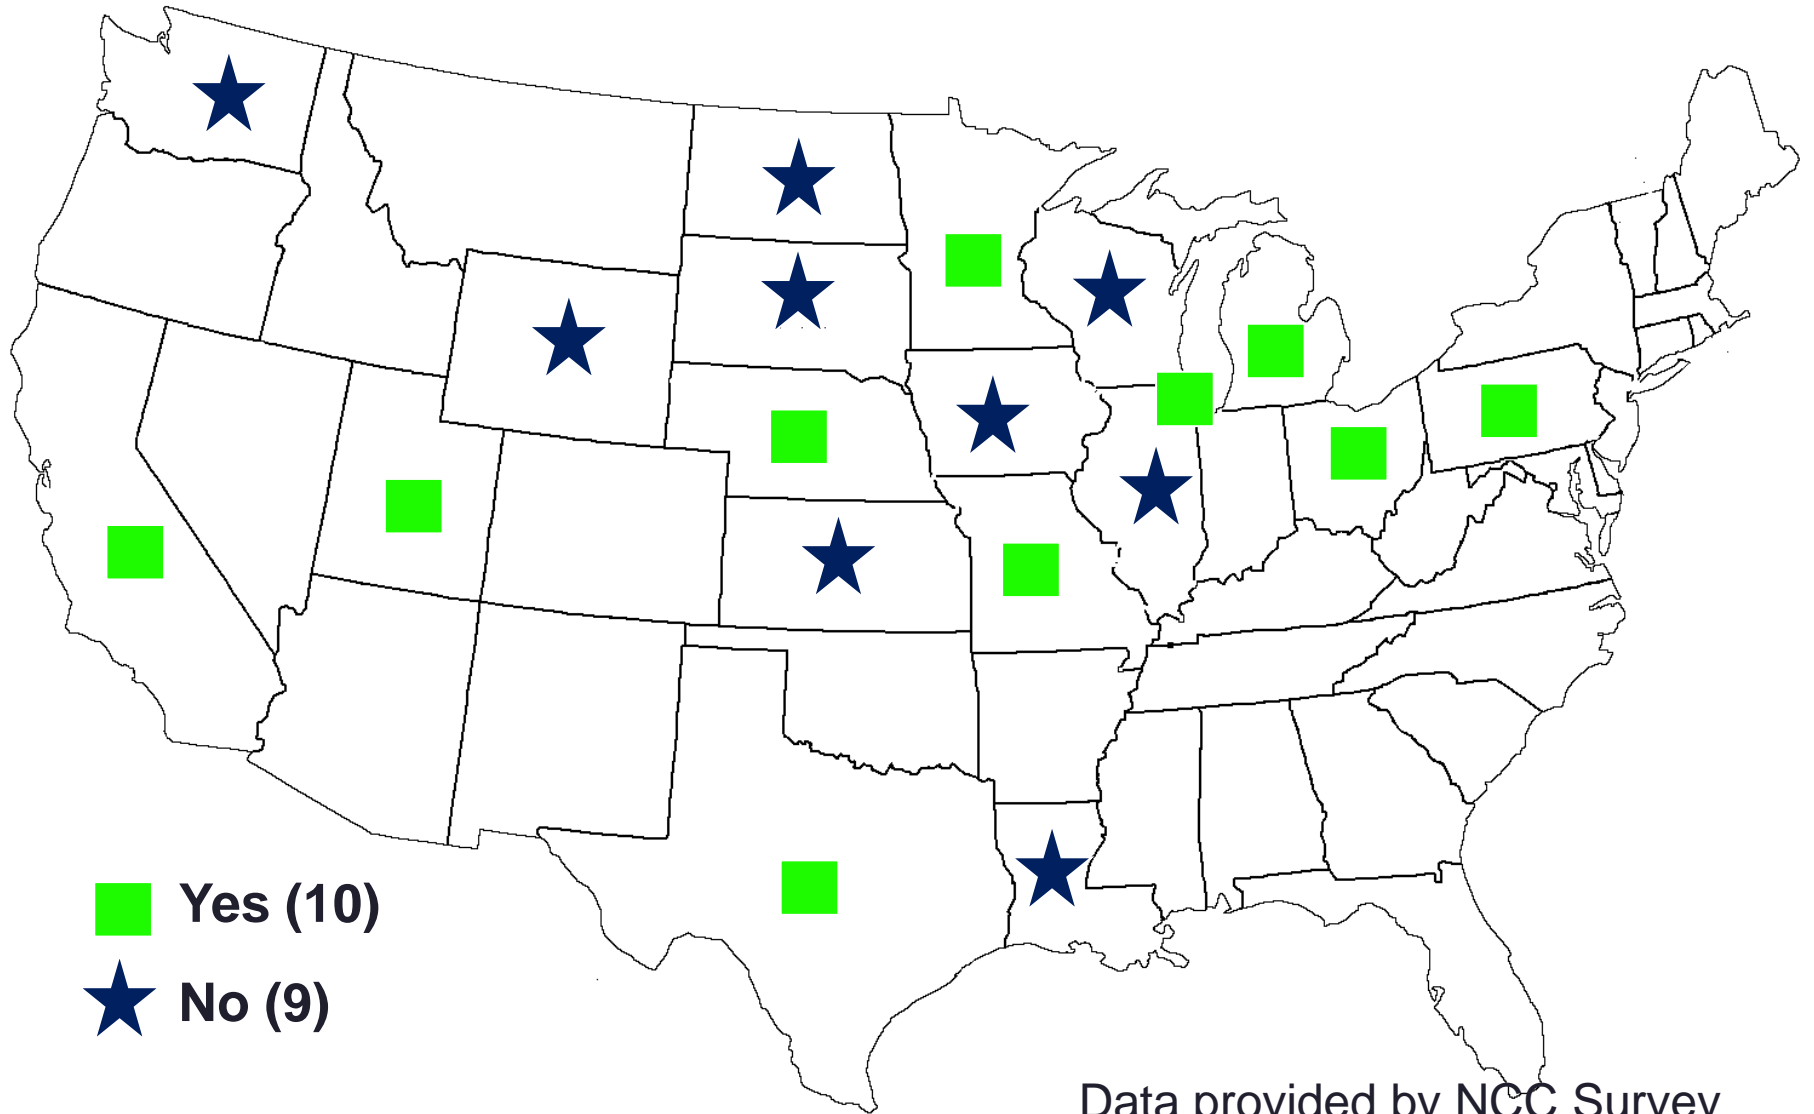 Yes (10)
No (9)
Data provided by NCC Survey